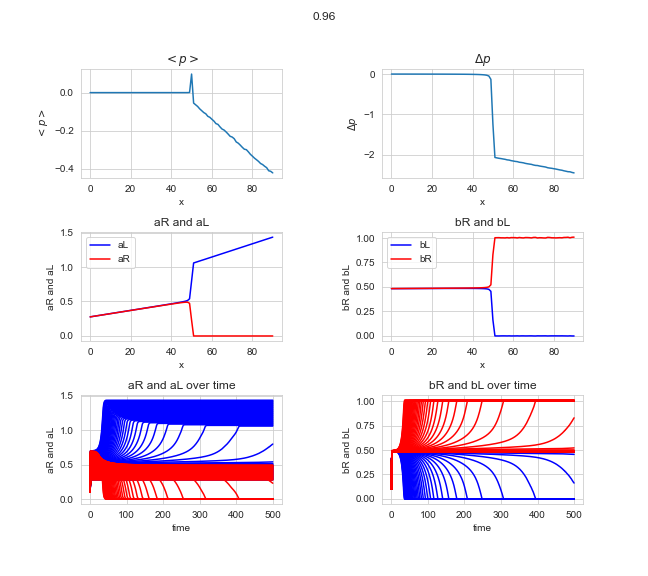 0.96
< p >
Δp
< p >
0.0
−0.2
−0.4
0 20 40 60 80
x
Δp
0
−1
−2
0 20 40 60 80
x
aR and aL
bR and bL
aR and aL
1.5
1.0
0.5
0.0
aL
aR
0 20 40 60 80
x
bR and bL
1.00
0.75
0.50
0.25
0.00
bL
bR
0 20 40 60 80
x
aR and aL over time
bR and bL over time
aR and aL
1.5
1.0
0.5
0.0
0 100 200 300 400 500
time
bR and bL
1.00
0.75
0.50
0.25
0.00
0 100 200 300 400 500
time